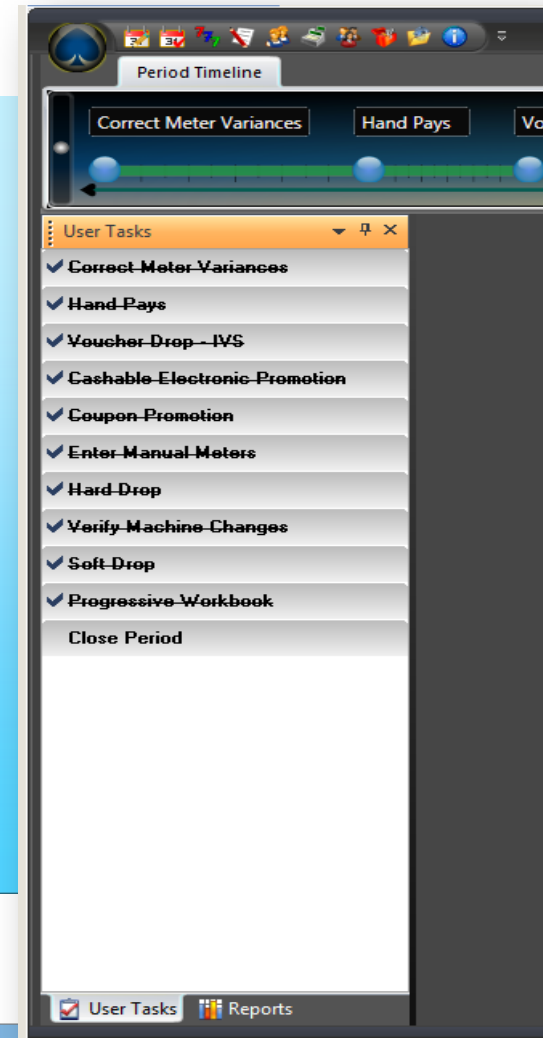 Period Timeline
Correct Meter Variances Hand Pays Vo
User Tasks
Correct Meter Variances
Hand Pays
Voucher Drop - IVS
Cashable Electronic Promotion
Coupon Promotion
Enter Manual Meters
Hard Drop
Verify Machine Changes
Soft Drop
Progressive Workbook
Close Period
User Tasks Reports